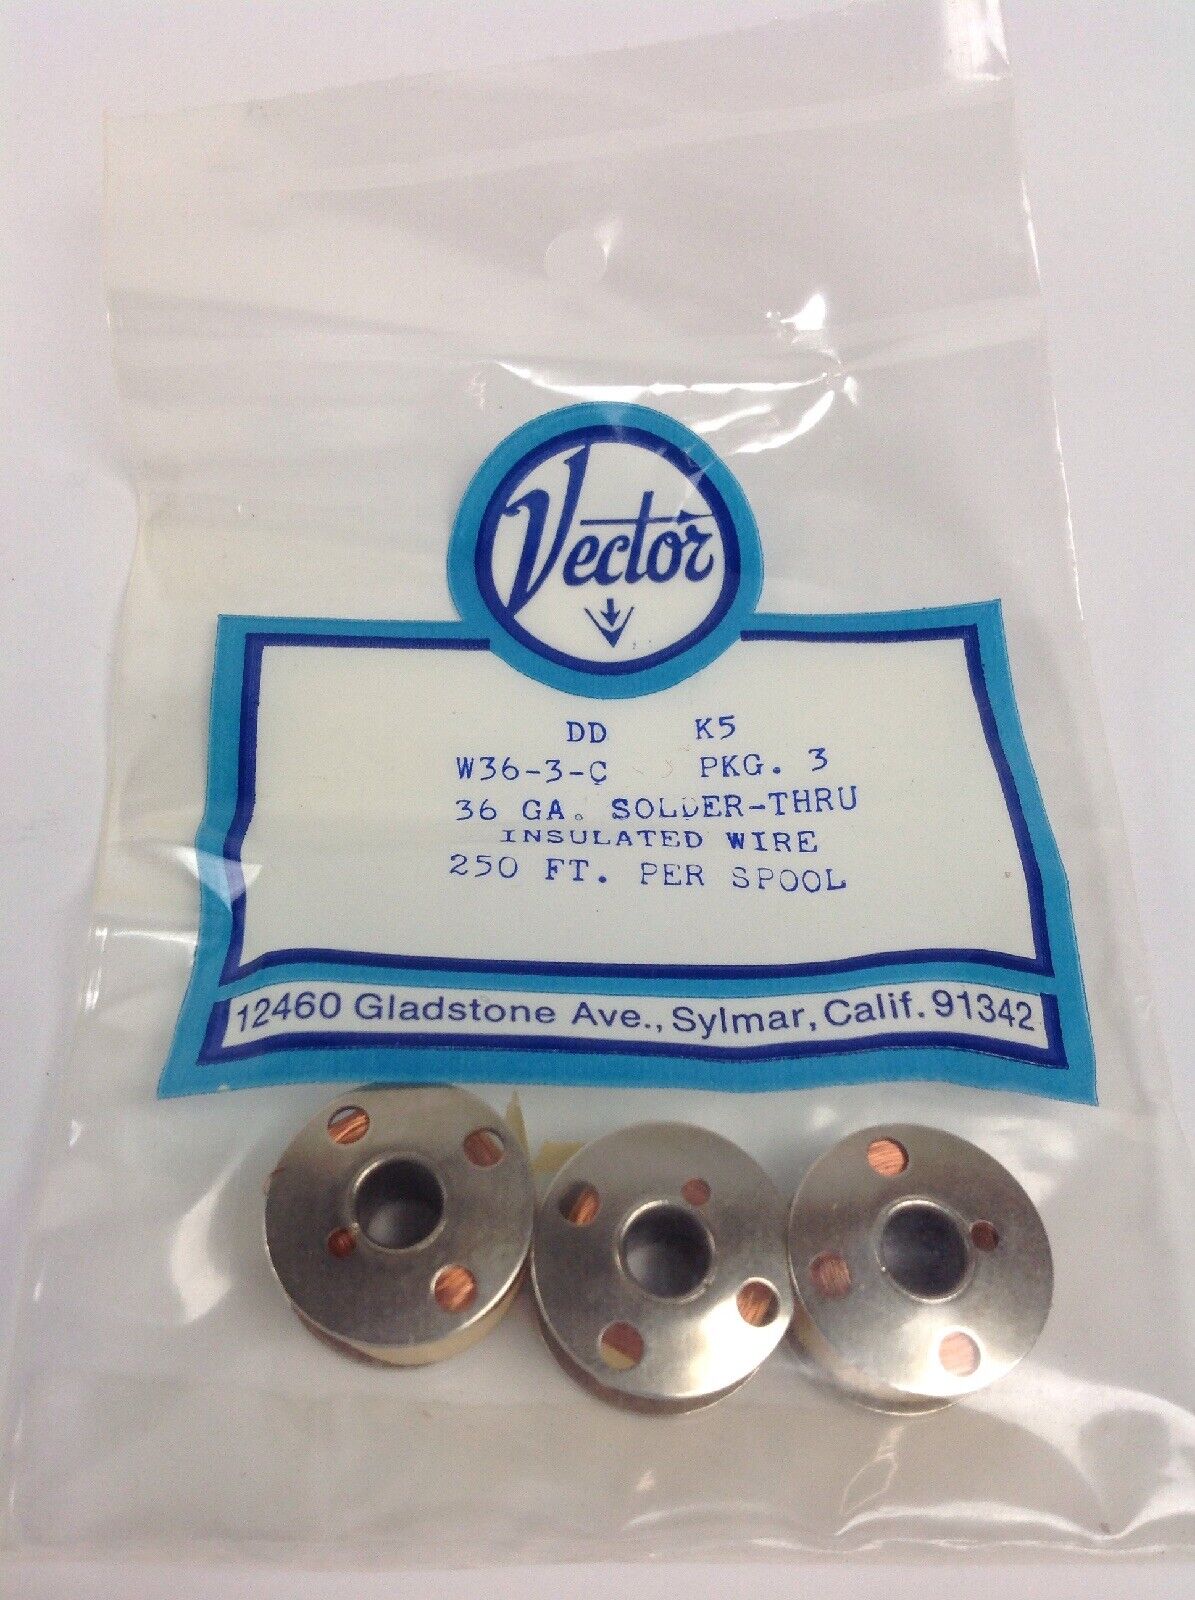 Vector
DD K5
W36-3-C PKG. 3
36 GA. SOLDER-THRU
INSULATED WIRE
250 FT. PER SPOOL
12460 Gladstone Ave., Sylmar, Calif. 91342